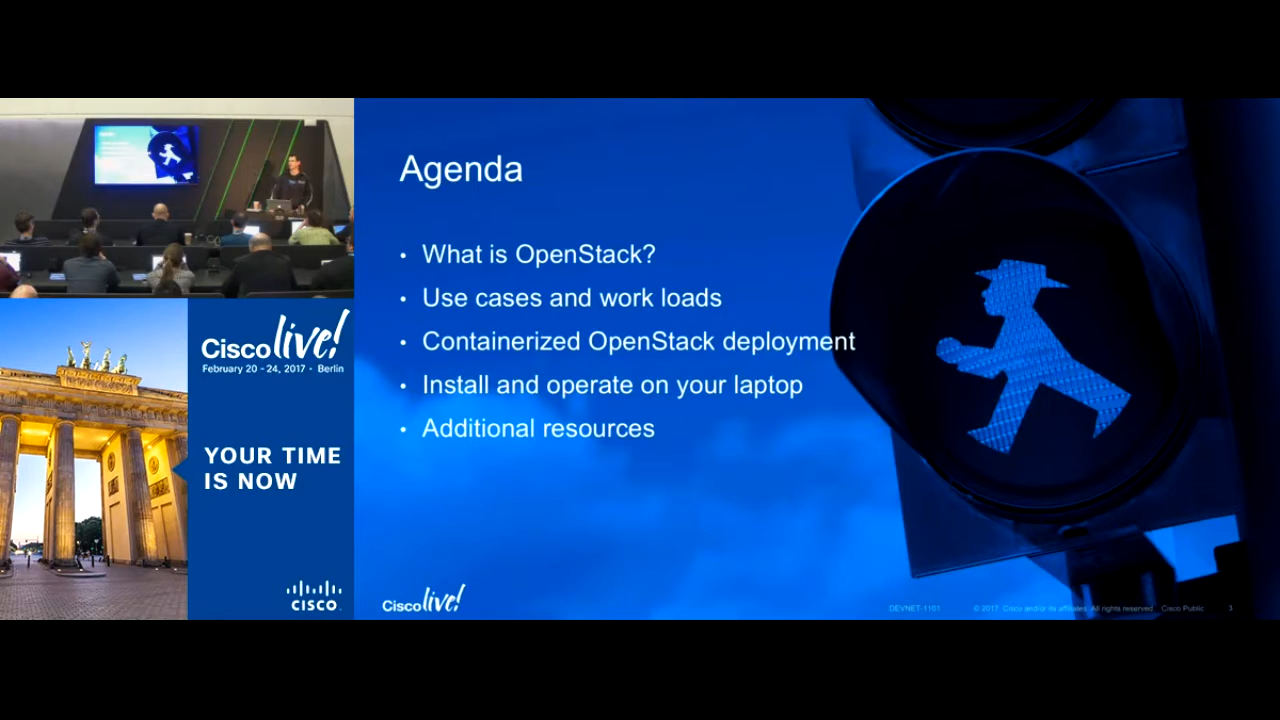 Agenda
• What is OpenStack?
• Use cases and work loads
• Containerized OpenStack deployment
• Install and operate on your laptop
• Additional resources
Cisco live!
February 20 - 24, 2017 • Berlin
YOUR TIME
IS NOW
CISCO
Cisco live!
DEVNET-1101 © 2017 Cisco and/or its affiliates. All rights reserved. Cisco Public 3